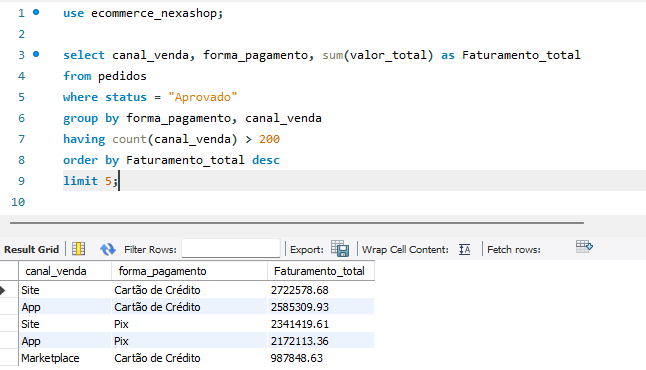 1 use ecommerce_nexashop;
2
3 select canal_venda, forma_pagamento, sum(valor_total) as Faturamento_total
4 from pedidos
5 where status = "Aprovado"
6 group by forma_pagamento, canal_venda
7 having count(canal_venda) > 200
8 order by Faturamento_total desc
9 limit 5;
10
Result Grid Filter Rows: Export: Wrap Cell Content: Fetch rows:
canal_venda forma_pagamento Faturamento_total
Site Cartão de Crédito 2722578.68
App Cartão de Crédito 2585309.93
Site Pix 2341419.61
App Pix 2172113.36
Marketplace Cartão de Crédito 987848.63